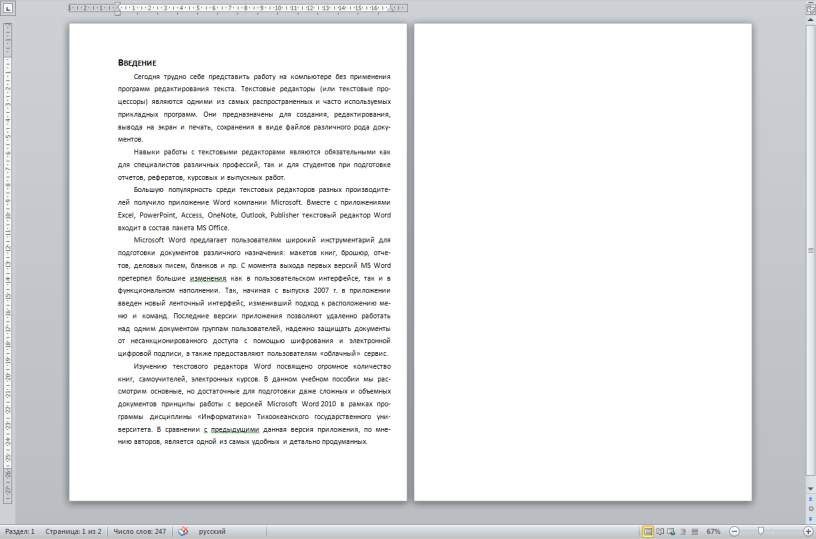 ВВЕДЕНИЕ
Сегодня трудно себе представить работу на компьютере без применения
программ редактирования текста. Текстовые редакторы (или текстовые про-
цессоры) являются одними из самых распространенных и часто используемых
прикладных программ. Они предназначены для создания, редактирования,
вывода на экран и печать, сохранения в виде файлов различного рода доку-
ментов.
Навыки работы с текстовыми редакторами являются обязательными как
для специалистов различных профессий, так и для студентов при подготовке
отчетов, рефератов, курсовых и выпускных работ.
Большую популярность среди текстовых редакторов разных производите-
лей получило приложение Word компании Microsoft. Вместе с приложениями
Excel, PowerPoint, Access, OneNote, Outlook, Publisher текстовый редактор Word
входит в состав пакета MS Office.
Microsoft Word предлагает пользователям широкий инструментарий для
подготовки документов различного назначения: макетов книг, брошюр, отче-
тов, деловых писем, бланков и пр. С момента выхода первых версий MS Word
претерпел большие изменения как в пользовательском интерфейсе, так и в
функциональном наполнении. Так, начиная с выпуска 2007 г. в приложении
введен новый ленточный интерфейс, изменивший подход к расположению ме-
ню и команд. Последние версии приложения позволяют удаленно работать
над одним документом группам пользователей, надежно защищать документы
от несанкционированного доступа с помощью шифрования и электронной
цифровой подписи, а также предоставляют пользователям «облачный» сервис.
Изучению текстового редактора Word посвящено огромное количество
книг, самоучителей, электронных курсов. В данном учебном пособии мы рас-
смотрим основные, но достаточные для подготовки даже сложных и объемных
документов принципы работы с версией Microsoft Word 2010 в рамках про-
граммы дисциплины «Информатика» Тихоокеанского государственного уни-
верситета. В сравнении с предыдущими данная версия приложения, по мне-
нию авторов, является одной из самых удобных и детально продуманных.
Раздел: 1 Страница: 1 из 2 Число слов: 247 русский 67%